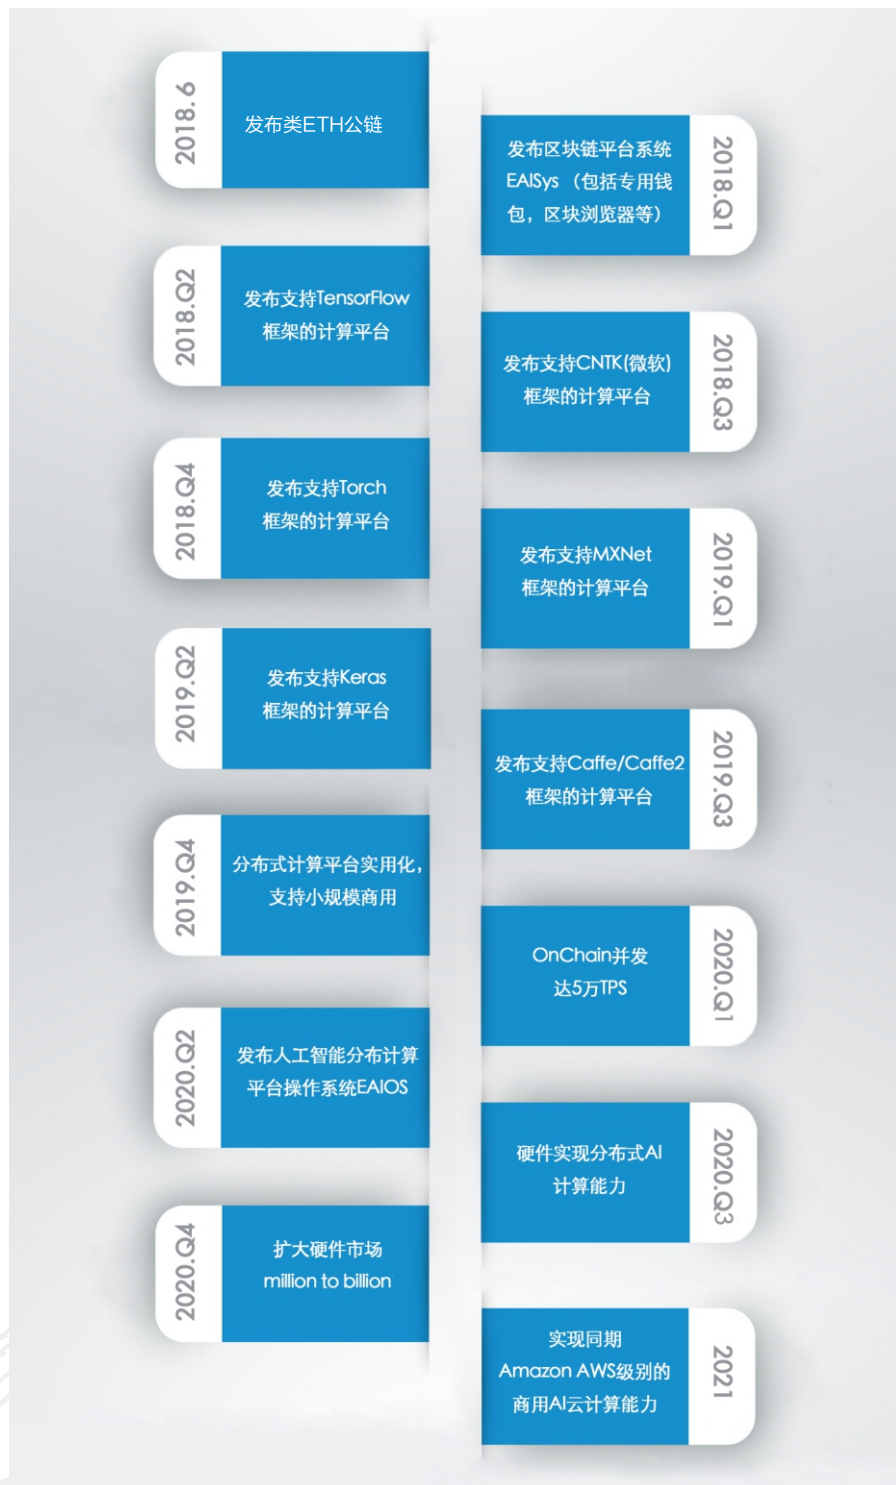 2018.6
发布类ETH公链
发布区块链平台系统
EAISys （包括专用钱
包，区块浏览器等）
2018.Q1
2018.Q2
发布支持TensorFlow
框架的计算平台
发布支持CNTK(微软)
框架的计算平台
2018.Q3
2018.Q4
发布支持Torch
框架的计算平台
发布支持MXNet
框架的计算平台
2019.Q1
2019.Q2
发布支持Keras
框架的计算平台
发布支持Caffe/Caffe2
框架的计算平台
2019.Q3
2019.Q4
分布式计算平台实用化，
支持小规模商用
OnChain并发
达5万TPS
2020.Q1
2020.Q2
发布人工智能分布计算
平台操作系统EAIOS
硬件实现分布式AI
计算能力
2020.Q3
2020.Q4
扩大硬件市场
million to billion
实现同期
Amazon AWS级别的
商用AI云计算能力
2021